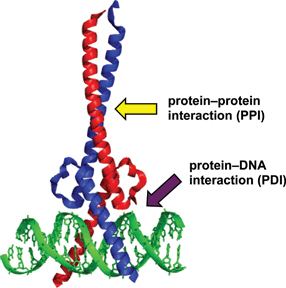 protein–protein
interaction (PPI)
protein–DNA
interaction (PDI)